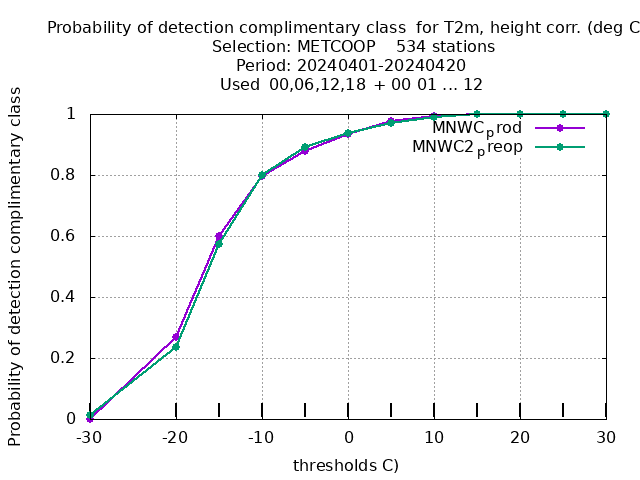 Probability of detection complimentary class  for T2m, height corr. (deg C
Selection: METCOOP    534 stations
Period: 20240401-20240420
Used  00,06,12,18  + 00 01 ... 12
Probability of detection complimentary class
1
0.8
0.6
0.4
0.2
0
MNWC_prod
MNWC2_preop
-30 -20 -10 0 10 20 30
thresholds C)